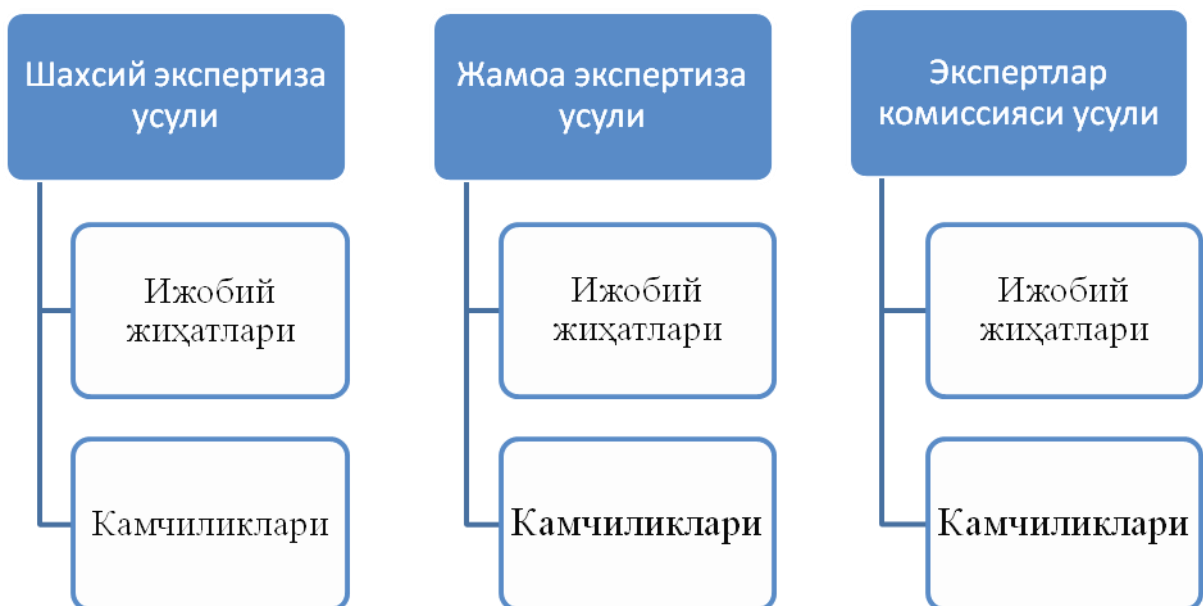 Шахсий экспертиза
усули
Ижобий
жиҳатлари
Камчиликлари
Жамоа экспертиза
усули
Ижобий
жиҳатлари
Камчиликлари
Экспертлар
комиссияси усули
Ижобий
жиҳатлари
Камчиликлари